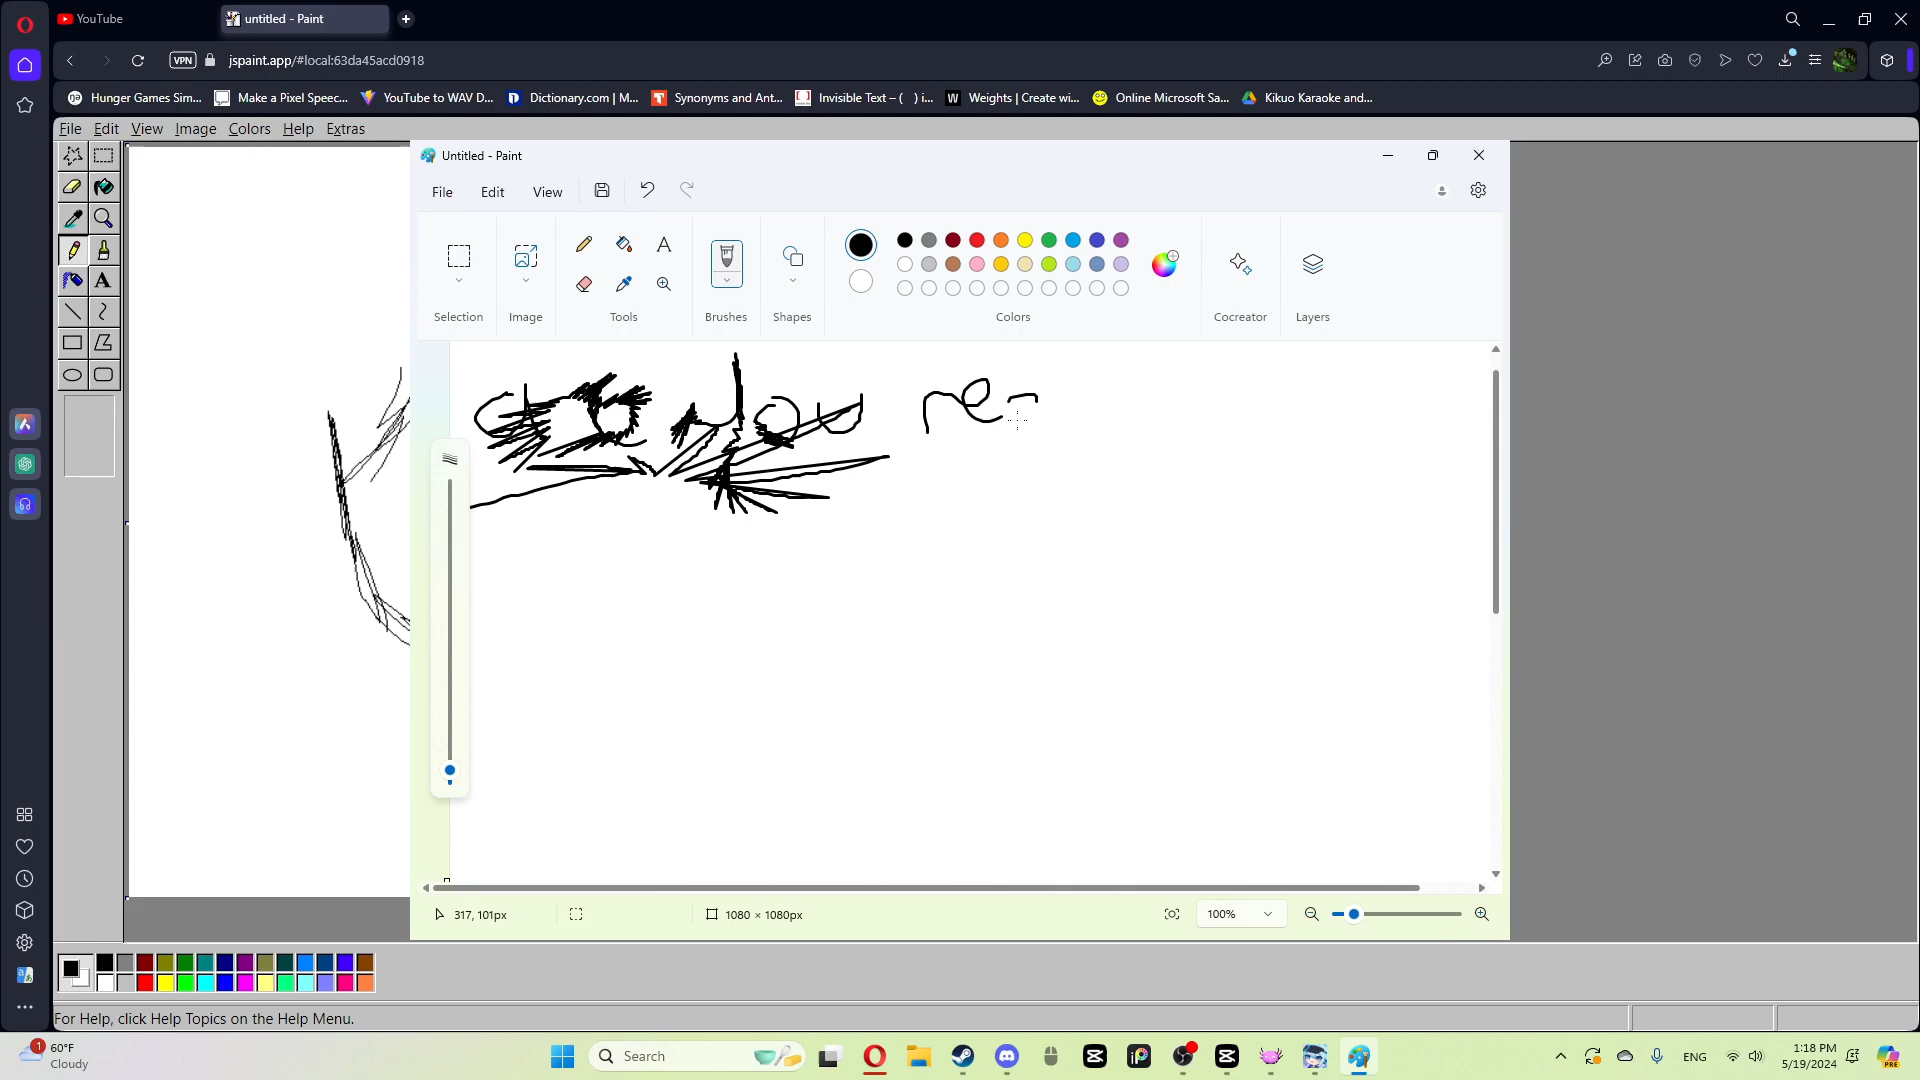 YouTube
untitled - Paint
VPN
jspaint.app/#local:63da45acd0918
Hunger Games Sim...
Make a Pixel Speec...
YouTube to WAV D...
Dictionary.com | M...
Synonyms and Ant...
Invisible Text – ( ) i...
Weights | Create wi...
Online Microsoft Sa...
Kikuo Karaoke and...
File Edit View Image Colors Help Extras
Untitled - Paint
File Edit View
Selection Image Tools Brushes Shapes Colors Cocreator Layers
317, 101px
1080 × 1080px
100%
For Help, click Help Topics on the Help Menu.
1
60°F
Cloudy
Search
ENG
1:18 PM
5/19/2024
PRE